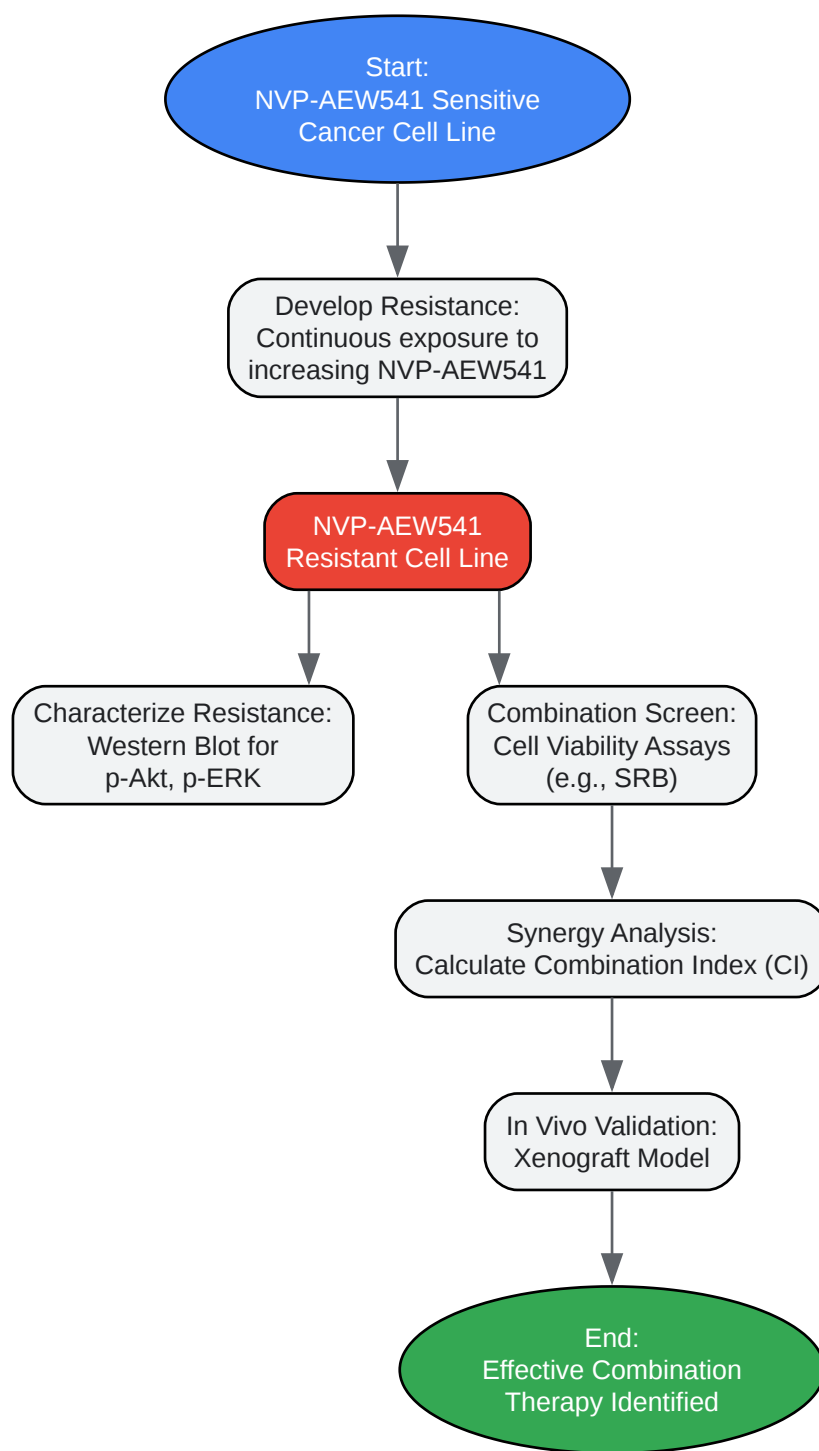 Start:
NVP-AEW541 Sensitive
Cancer Cell Line
Develop Resistance:
Continuous exposure to
increasing NVP-AEW541
NVP-AEW541
Resistant Cell Line
Characterize Resistance:
Western Blot for
p-Akt, p-ERK
Combination Screen:
Cell Viability Assays
(e.g., SRB)
Synergy Analysis:
Calculate Combination Index (CI)
In Vivo Validation:
Xenograft Model
End:
Effective Combination
Therapy Identified